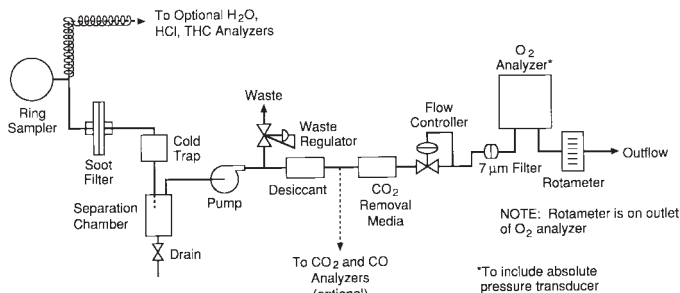 To Optional H2O,
HCl, THC Analyzers
O2
Analyzer*
Waste
Flow
Controller
Ring
Sampler
Waste
Regulator
Cold
Trap
Outflow
Soot
Filter
7 μm Filter
Desiccant
CO2
Removal
Media
Rotameter
Pump
Separation
Chamber
NOTE: Rotameter is on outlet
of O2 analyzer
Drain
To CO2 and CO
Analyzers
(optional)
*To include absolute
pressure transducer